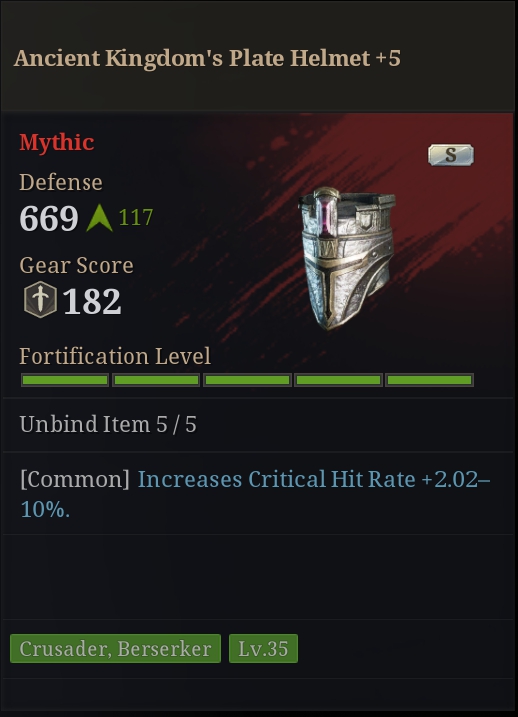 Ancient Kingdom's Plate Helmet +5
Mythic
S
Defense
669 117
Gear Score
182
Fortification Level
Unbind Item 5 / 5
[Common] Increases Critical Hit Rate +2.02–
10%.
Crusader, Berserker Lv.35